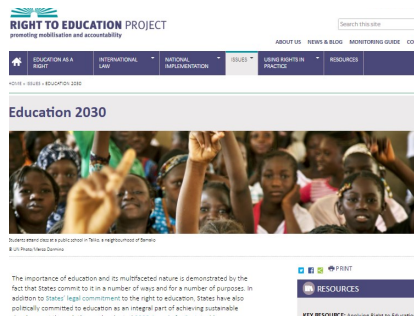 RIGHT TO EDUCATION PROJECT
promoting mobilisation and accountability
Search this site
ABOUT US NEWS & BLOG MONITORING GUIDE CO
EDUCATION AS A RIGHT
INTERNATIONAL LAW
NATIONAL IMPLEMENTATION
ISSUES
USING RIGHTS IN PRACTICE
RESOURCES
HOME » ISSUES » EDUCATION 2030
Education 2030
Students attend class at a public school in Taliko, a neighbourhood of Bamako
© UN Photo/Marco Dormino
PRINT
The importance of education and its multifaceted nature is demonstrated by the
fact that States commit to it in a number of ways and for a number of purposes. In
addition to States' legal commitment to the right to education, States have also
politically committed to education as an integral part of achieving sustainable
RESOURCES
KEY RESOURCE: